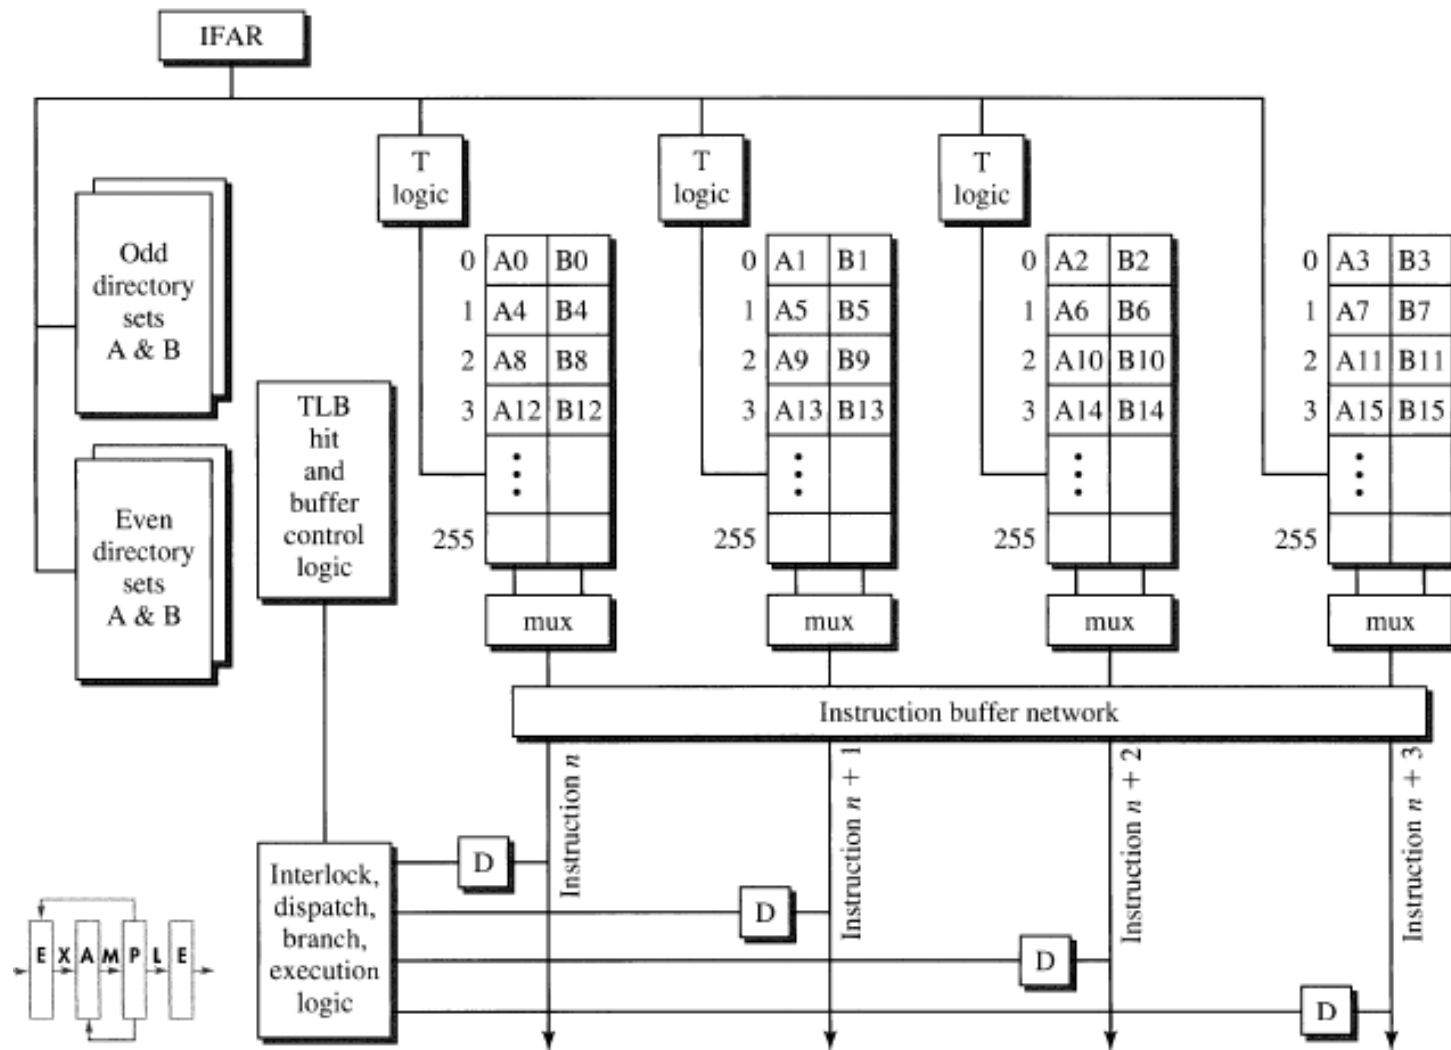 IFAR
T
logic
T
logic
T
logic
Odd
directory
sets
A & B
Even
directory
sets
A & B
TLB
hit
and
buffer
control
logic
0 A0 B0
1 A4 B4
2 A8 B8
3 A12 B12
255
0 A1 B1
1 A5 B5
2 A9 B9
3 A13 B13
255
0 A2 B2
1 A6 B6
2 A10 B10
3 A14 B14
255
0 A3 B3
1 A7 B7
2 A11 B11
3 A15 B15
255
mux
mux
mux
mux
Instruction buffer network
Instruction n
Instruction n + 1
Instruction n + 2
Instruction n + 3
Interlock,
dispatch,
branch,
execution
logic
D
D
D
D
E X A M P L E